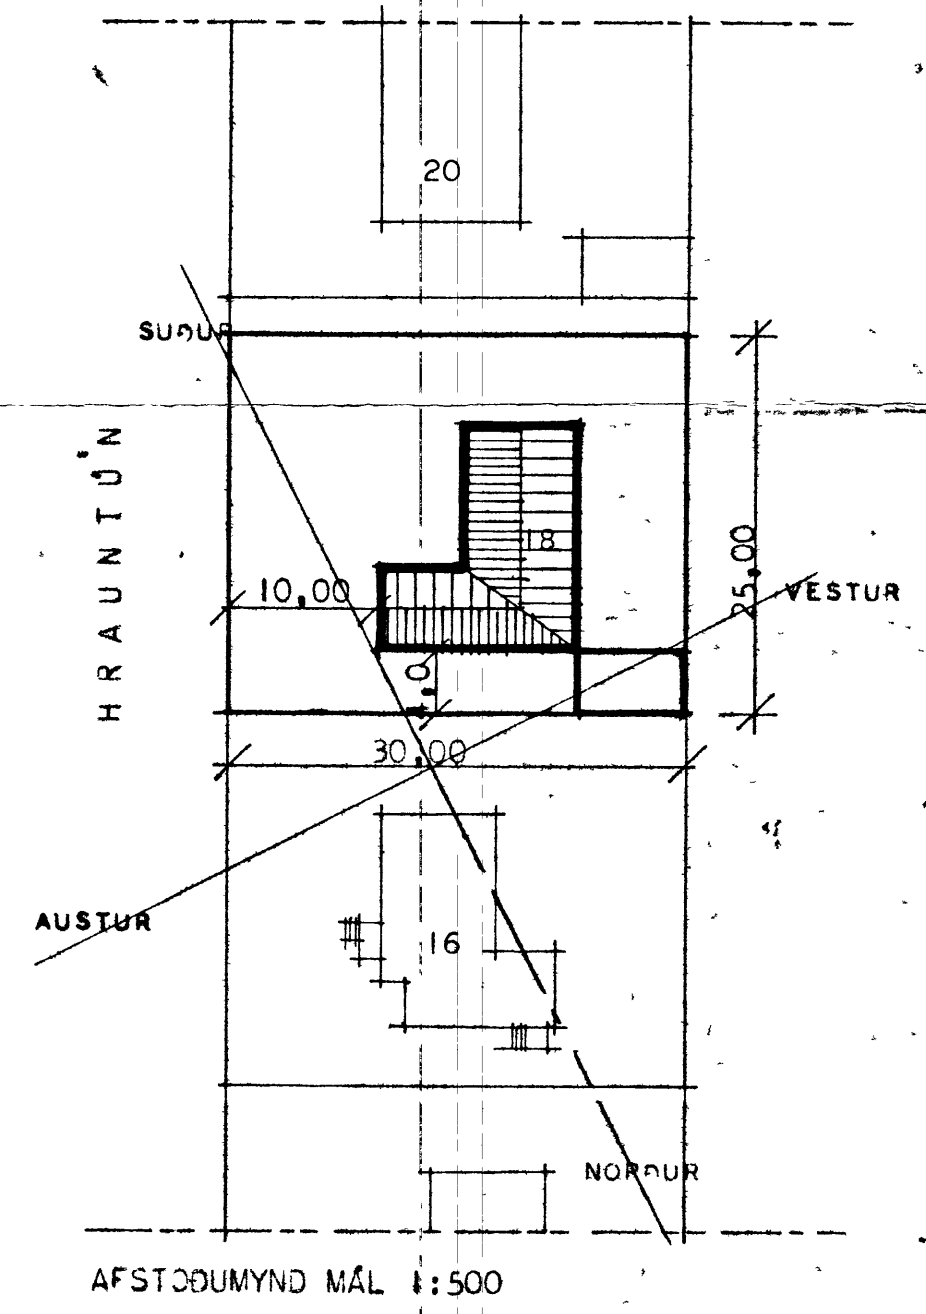 20
SUÐUR
HRAUNTÚN
18
10,00
25,00
VESTUR
4,0
30,00
AUSTUR
16
NORÐUR
AFSTÖÐUMYND MÁL 1:500